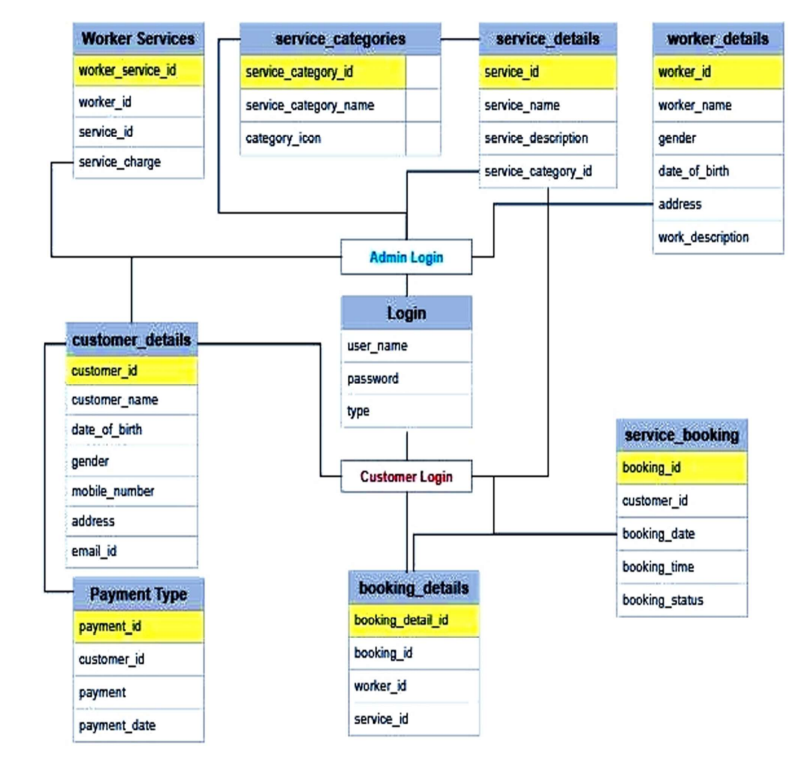 Worker Services
worker_service_id
worker_id
service_id
service_charge
service_categories
service_category_id
service_category_name
category_icon
service_details
service_id
service_name
service_description
service_category_id
worker_details
worker_id
worker_name
gender
date_of_birth
address
work_description
Admin Login
Login
user_name
password
type
customer_details
customer_id
customer_name
date_of_birth
gender
mobile_number
address
email_id
Customer Login
service_booking
booking_id
customer_id
booking_date
booking_time
booking_status
Payment Type
payment_id
customer_id
payment
payment_date
booking_details
booking_detail_id
booking_id
worker_id
service_id